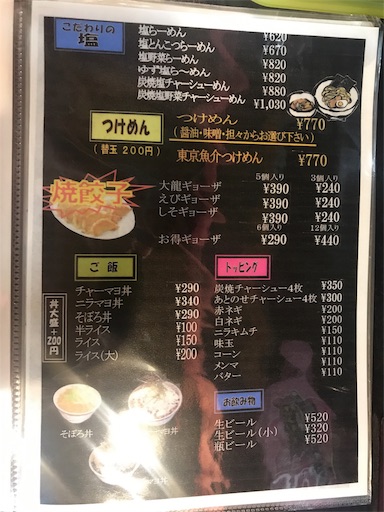 こだわりの
塩
塩らーめん ¥620
塩とんこつらーめん ¥670
塩野菜らーめん ¥820
ゆず塩らーめん ¥820
炭焼塩チャーシューめん ¥880
炭焼塩野菜チャーシューめん ¥1,030
つけめん
(替玉 200円)
つけめん ¥770
(醤油・味噌・担々からお選び下さい)
東京魚介つけめん ¥770
焼餃子
5個入り 3個入り
大龍ギョーザ ¥390 ¥240
えびギョーザ ¥390 ¥240
しそギョーザ ¥390 ¥240
6個入り 12個入り
お得ギョーザ ¥290 ¥440
ご飯
チャーマヨ丼 ¥290
ニラマヨ丼 ¥340
そぼろ丼 ¥290
半ライス ¥100
ライス ¥150
ライス(大) ¥200
丼大盛+200円
そぼろ丼
トッピング
炭焼チャーシュー4枚 ¥350
あとのせチャーシュー4枚 ¥300
赤ネギ ¥200
白ネギ ¥200
ニラキムチ ¥150
味玉 ¥110
コーン ¥110
メンマ ¥110
バター ¥110
お飲み物
生ビール ¥520
生ビール(小) ¥320
瓶ビール ¥520